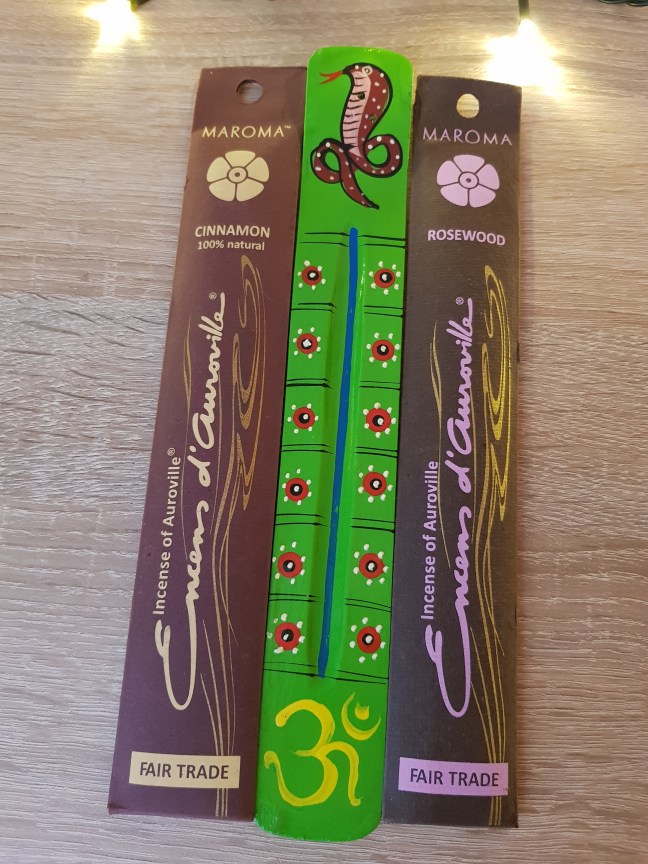 MAROMA™
CINNAMON
100% natural
Incense of Auroville®
Encens d'Auroville®
FAIR TRADE
ॐ
MAROMA
ROSEWOOD
Incense of Auroville
Encens d'Auroville®
FAIR TRADE